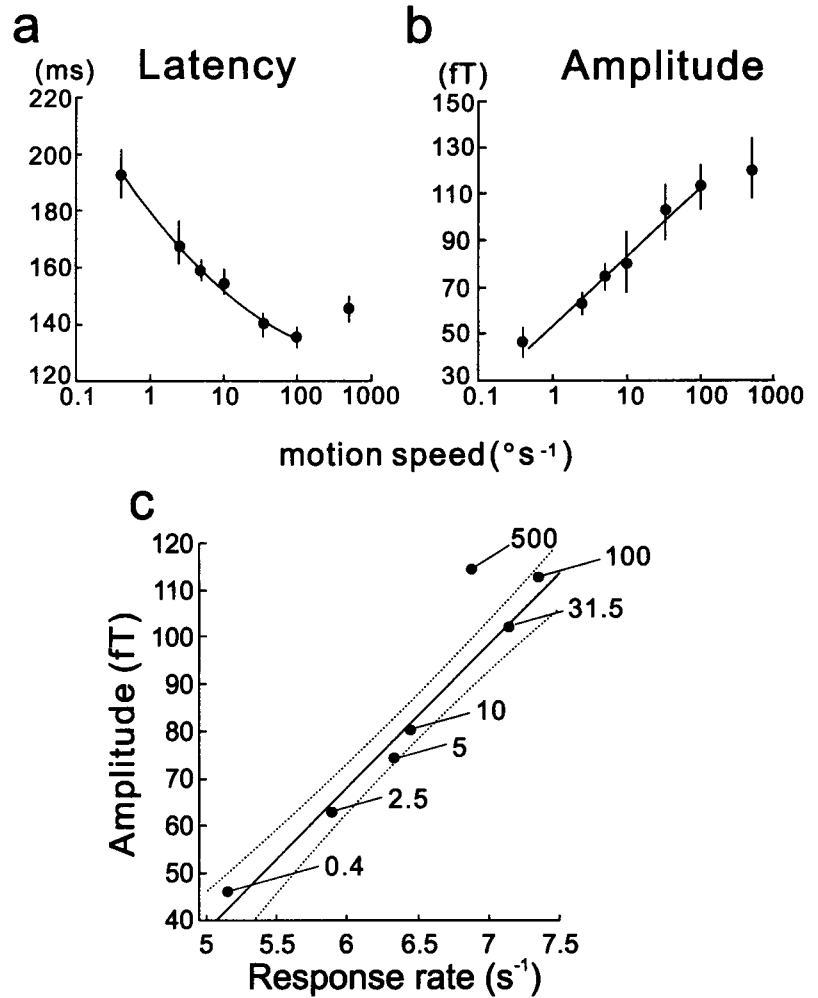 a
b
Latency
Amplitude
(ms)
(fT)
220
200
180
160
140
120
0.1 1 10 100 1000
150
130
110
90
70
50
30
0.1 1 10 100 1000
motion speed (°s⁻¹)
c
120
110
100
90
80
70
60
50
40
Amplitude (fT)
500
100
31.5
10
5
2.5
0.4
5 5.5 6 6.5 7 7.5
Response rate (s⁻¹)